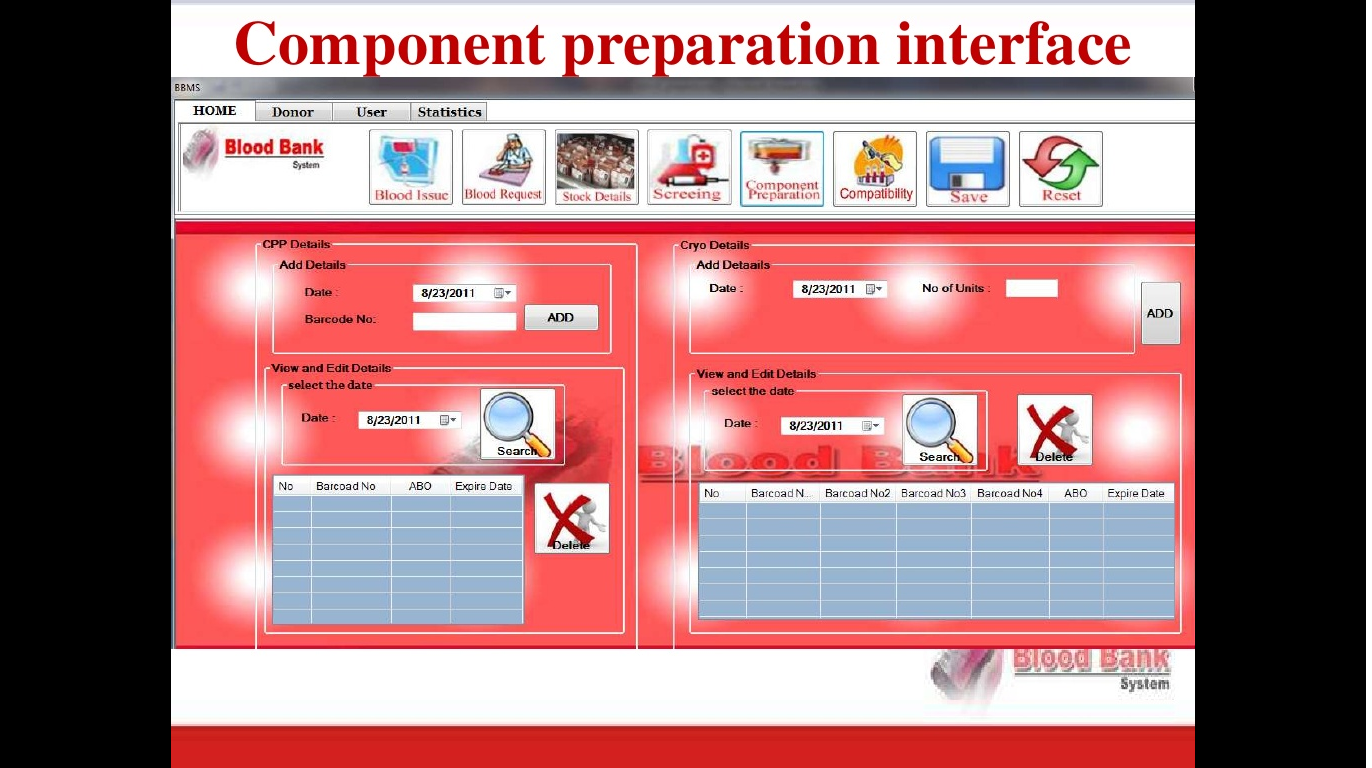 Component preparation interface
BBMS
HOME Donor User Statistics
Blood Bank
System
Blood Issue
Blood Request
Stock Details
Screeing
Component
Preparation
Compatibility
Save
Reset
CPP Details
Add Details
Date :
8/23/2011
Barcode No:
ADD
View and Edit Details
select the date
Date :
8/23/2011
Search
No Barcoad No ABO Expire Date
Delete
Cryo Details
Add Detaails
Date :
8/23/2011
No of Units :
ADD
View and Edit Details
select the date
Date :
8/23/2011
Search
Delete
Blood Bank
No Barcoad N... Barcoad No2 Barcoad No3 Barcoad No4 ABO Expire Date
Blood Bank
System